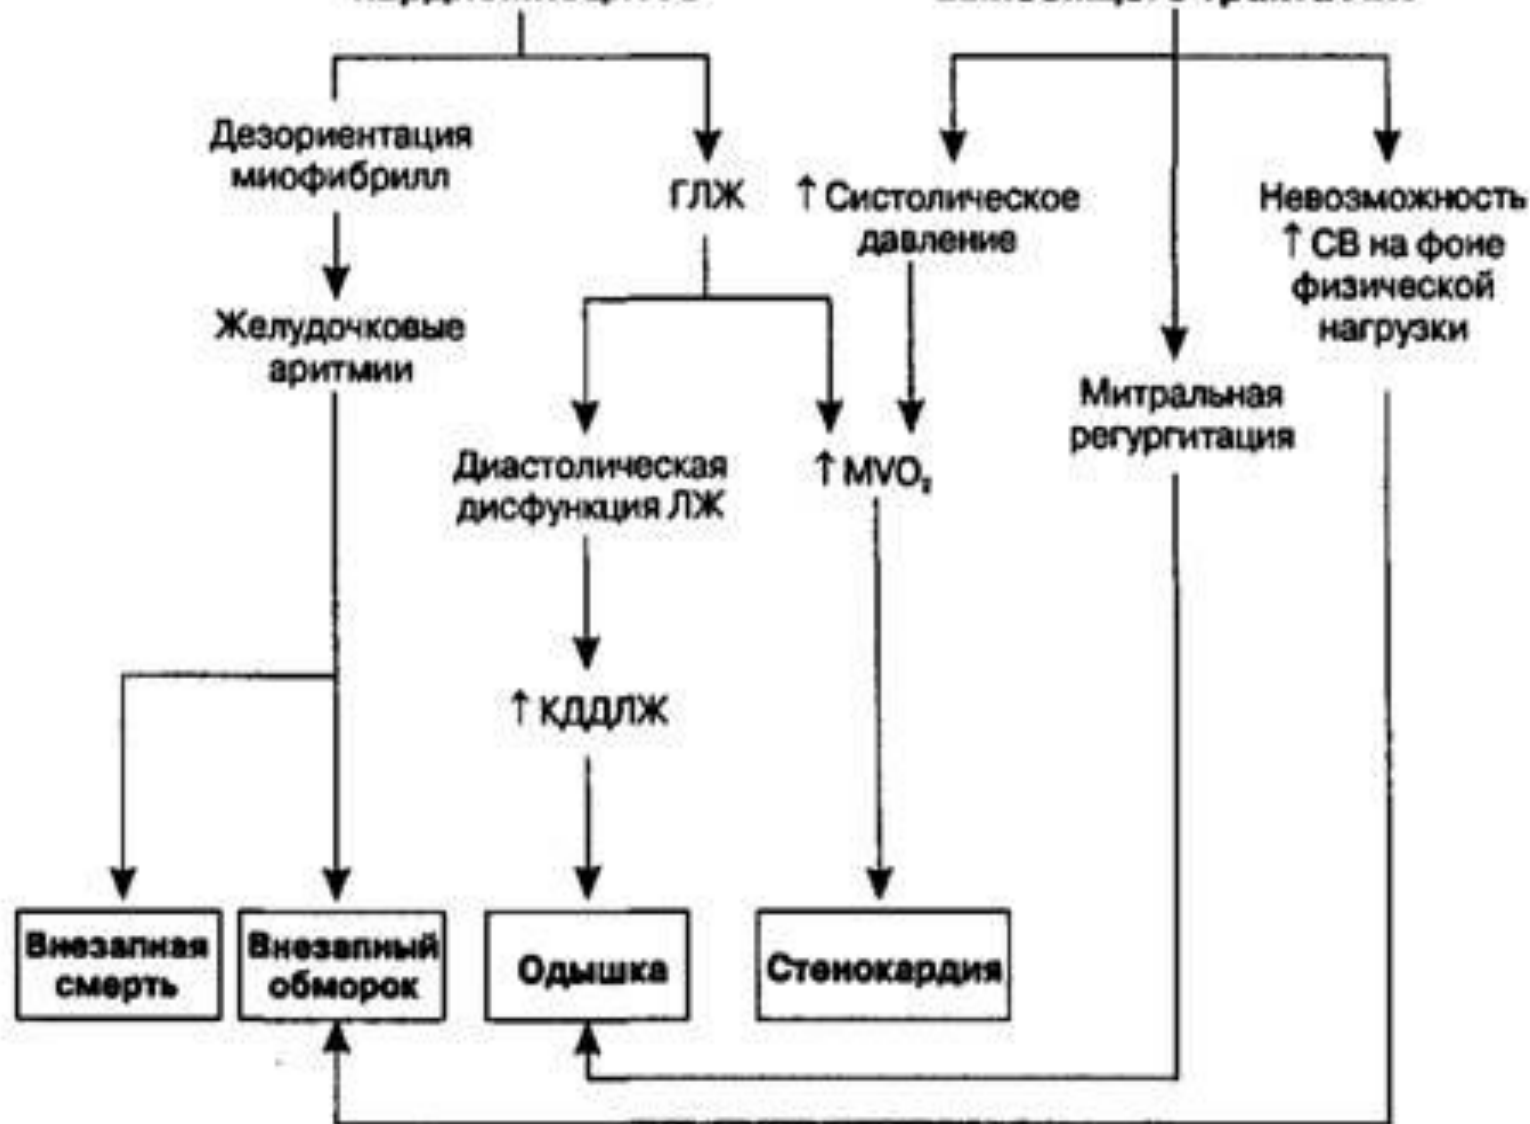 Дезориентация
миофибрилл
ГЛЖ
↑ Систолическое
давление
Невозможность
↑ СВ на фоне
физической
нагрузки
Желудочковые
аритмии
Митральная
регургитация
Диастолическая
дисфункция ЛЖ
↑ MVO₂
↑ КДДЛЖ
Внезапная
смерть
Внезапный
обморок
Одышка
Стенокардия